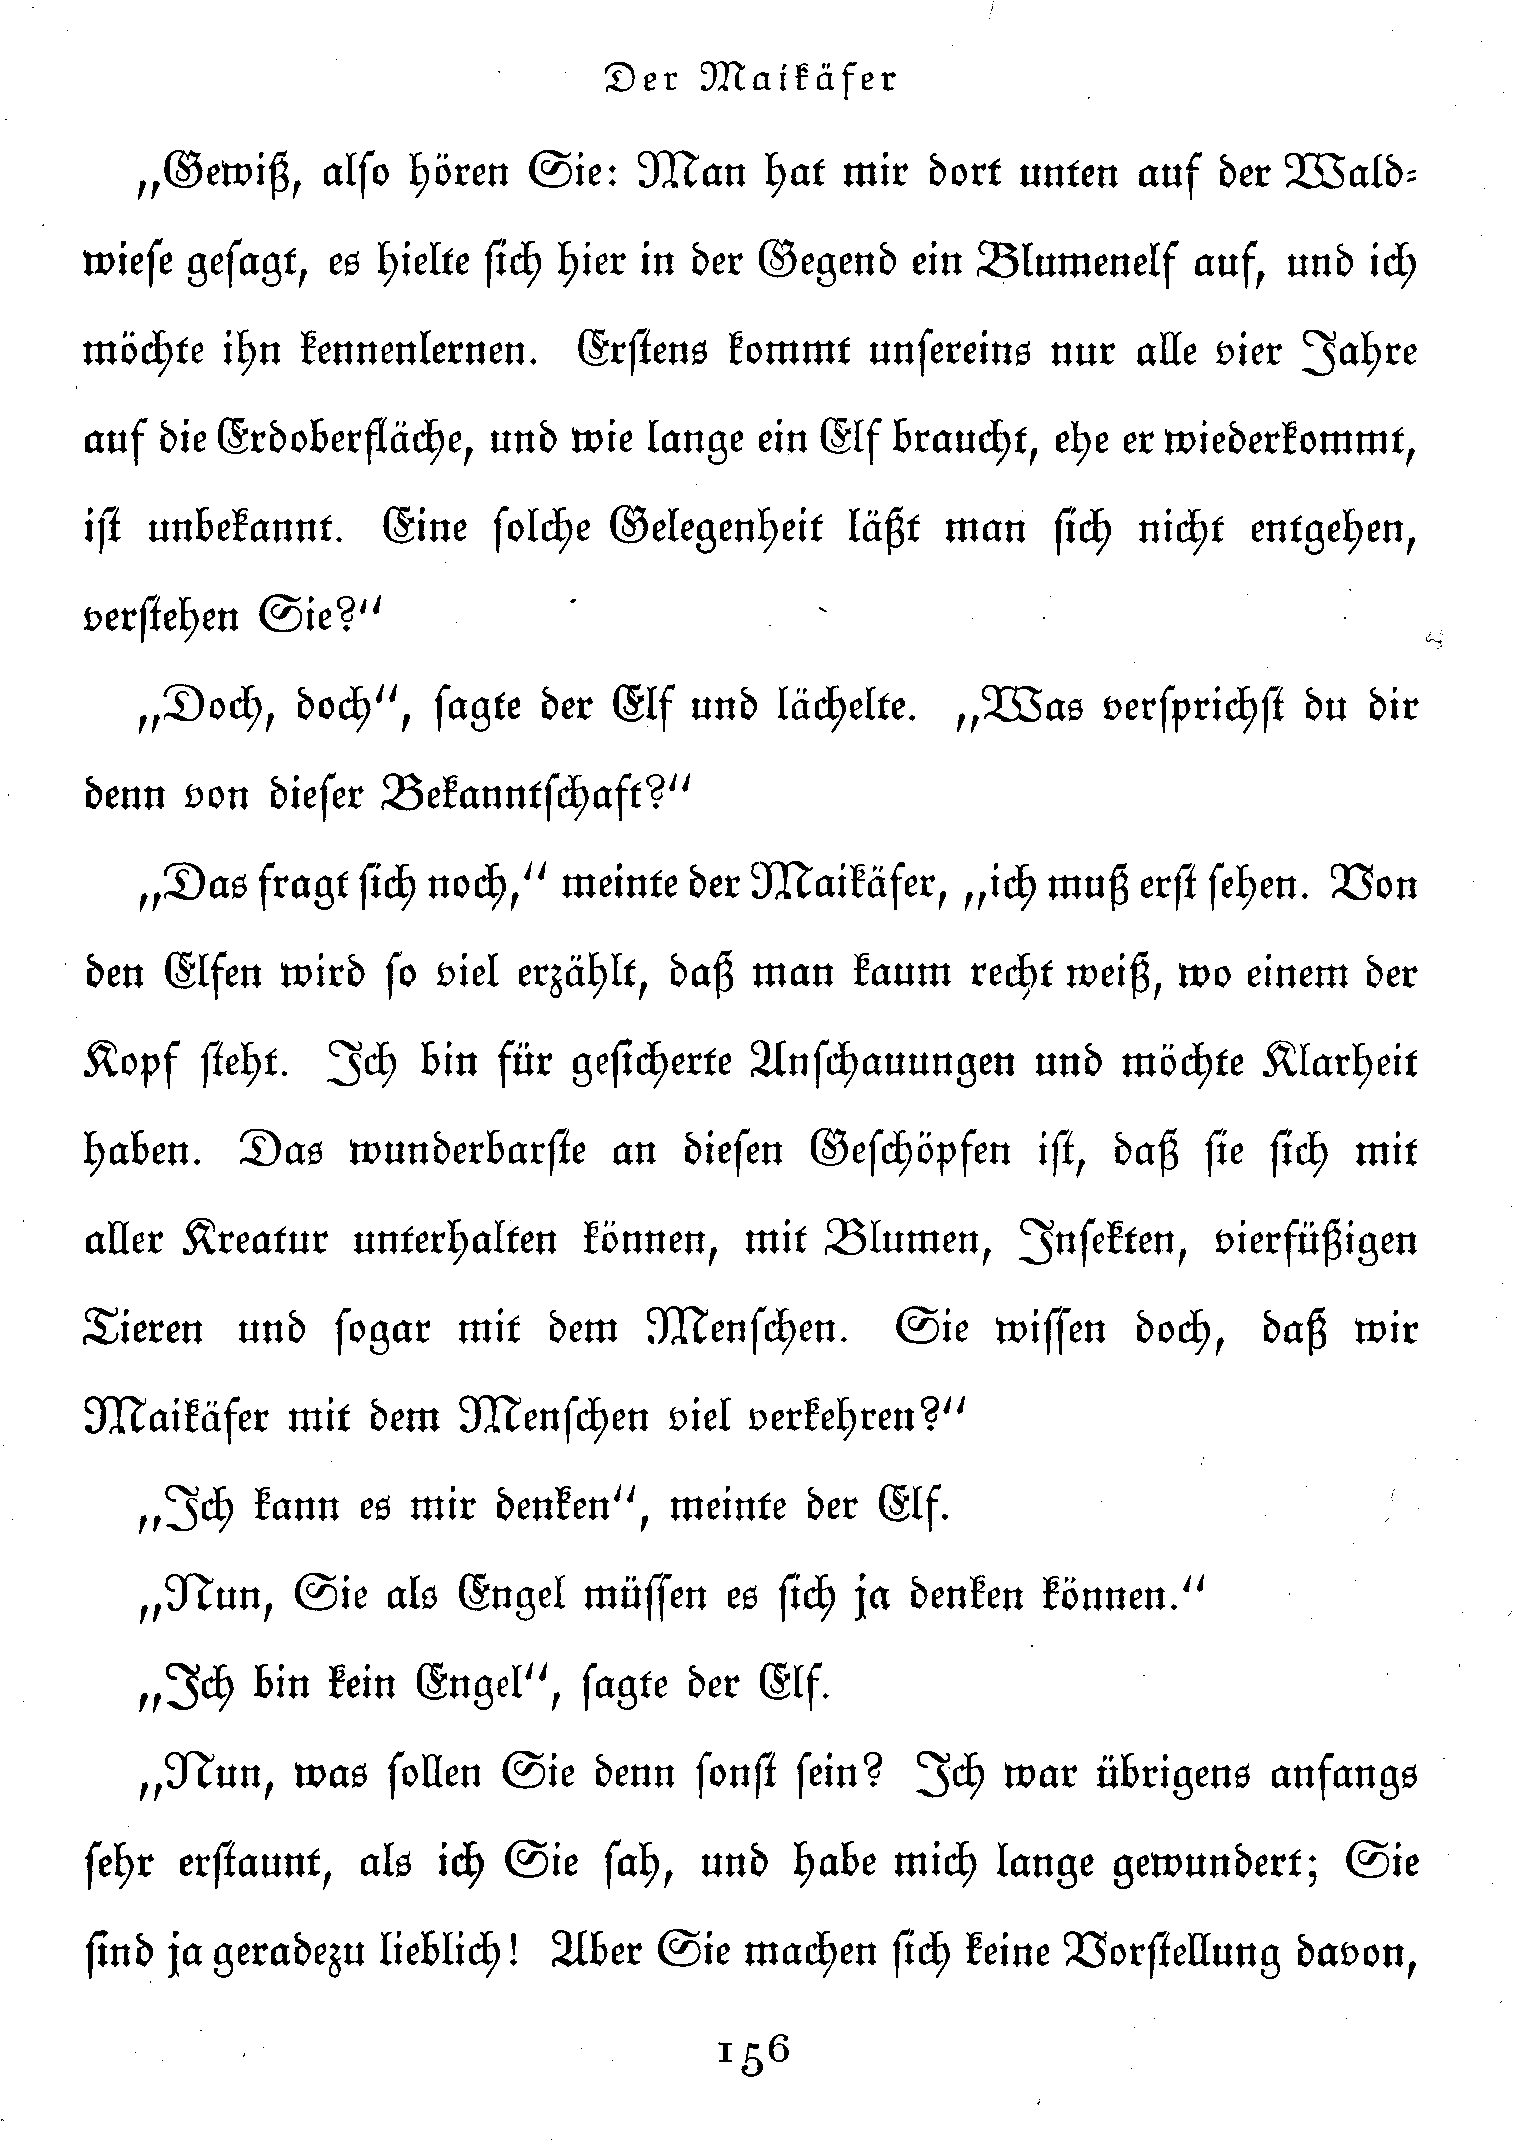 Der Maikäfer
„Gewiß, also hören Sie: Man hat mir dort unten auf der Wald-
wiese gesagt, es hielte sich hier in der Gegend ein Blumenelf auf, und ich
möchte ihn kennenlernen. Erstens kommt unsereins nur alle vier Jahre
auf die Erdoberfläche, und wie lange ein Elf braucht, ehe er wiederkommt,
ist unbekannt. Eine solche Gelegenheit läßt man sich nicht entgehen,
verstehen Sie?“
„Doch, doch“, sagte der Elf und lächelte. „Was versprichst du dir
denn von dieser Bekanntschaft?“
„Das fragt sich noch,“ meinte der Maikäfer, „ich muß erst sehen. Von
den Elfen wird so viel erzählt, daß man kaum recht weiß, wo einem der
Kopf steht. Ich bin für gesicherte Anschauungen und möchte Klarheit
haben. Das wunderbarste an diesen Geschöpfen ist, daß sie sich mit
aller Kreatur unterhalten können, mit Blumen, Insekten, vierfüßigen
Tieren und sogar mit dem Menschen. Sie wissen doch, daß wir
Maikäfer mit dem Menschen viel verkehren?“
„Ich kann es mir denken“, meinte der Elf.
„Nun, Sie als Engel müssen es sich ja denken können.“
„Ich bin kein Engel“, sagte der Elf.
„Nun, was sollen Sie denn sonst sein? Ich war übrigens anfangs
sehr erstaunt, als ich Sie sah, und habe mich lange gewundert; Sie
sind ja geradezu lieblich! Aber Sie machen sich keine Vorstellung davon,
156